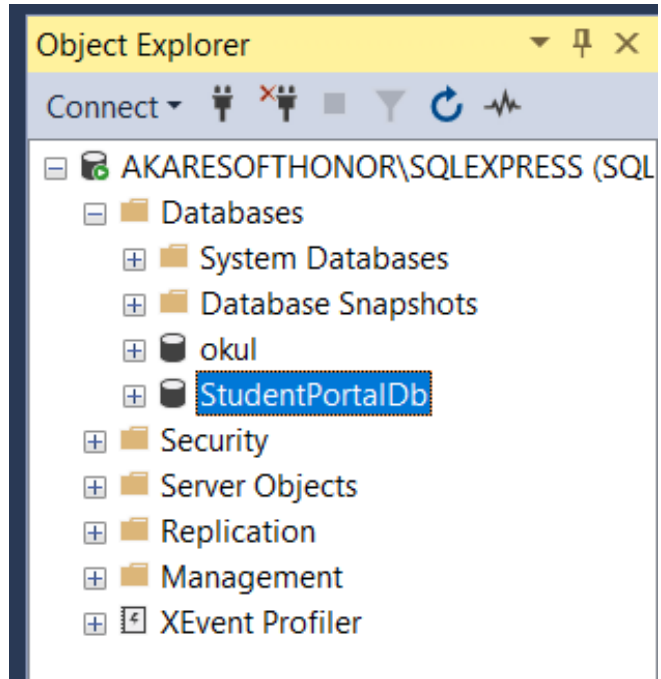 Object Explorer
Connect
AKARESOFTHONOR\SQLEXPRESS (SQL
Databases
System Databases
Database Snapshots
okul
StudentPortalDb
Security
Server Objects
Replication
Management
XEvent Profiler